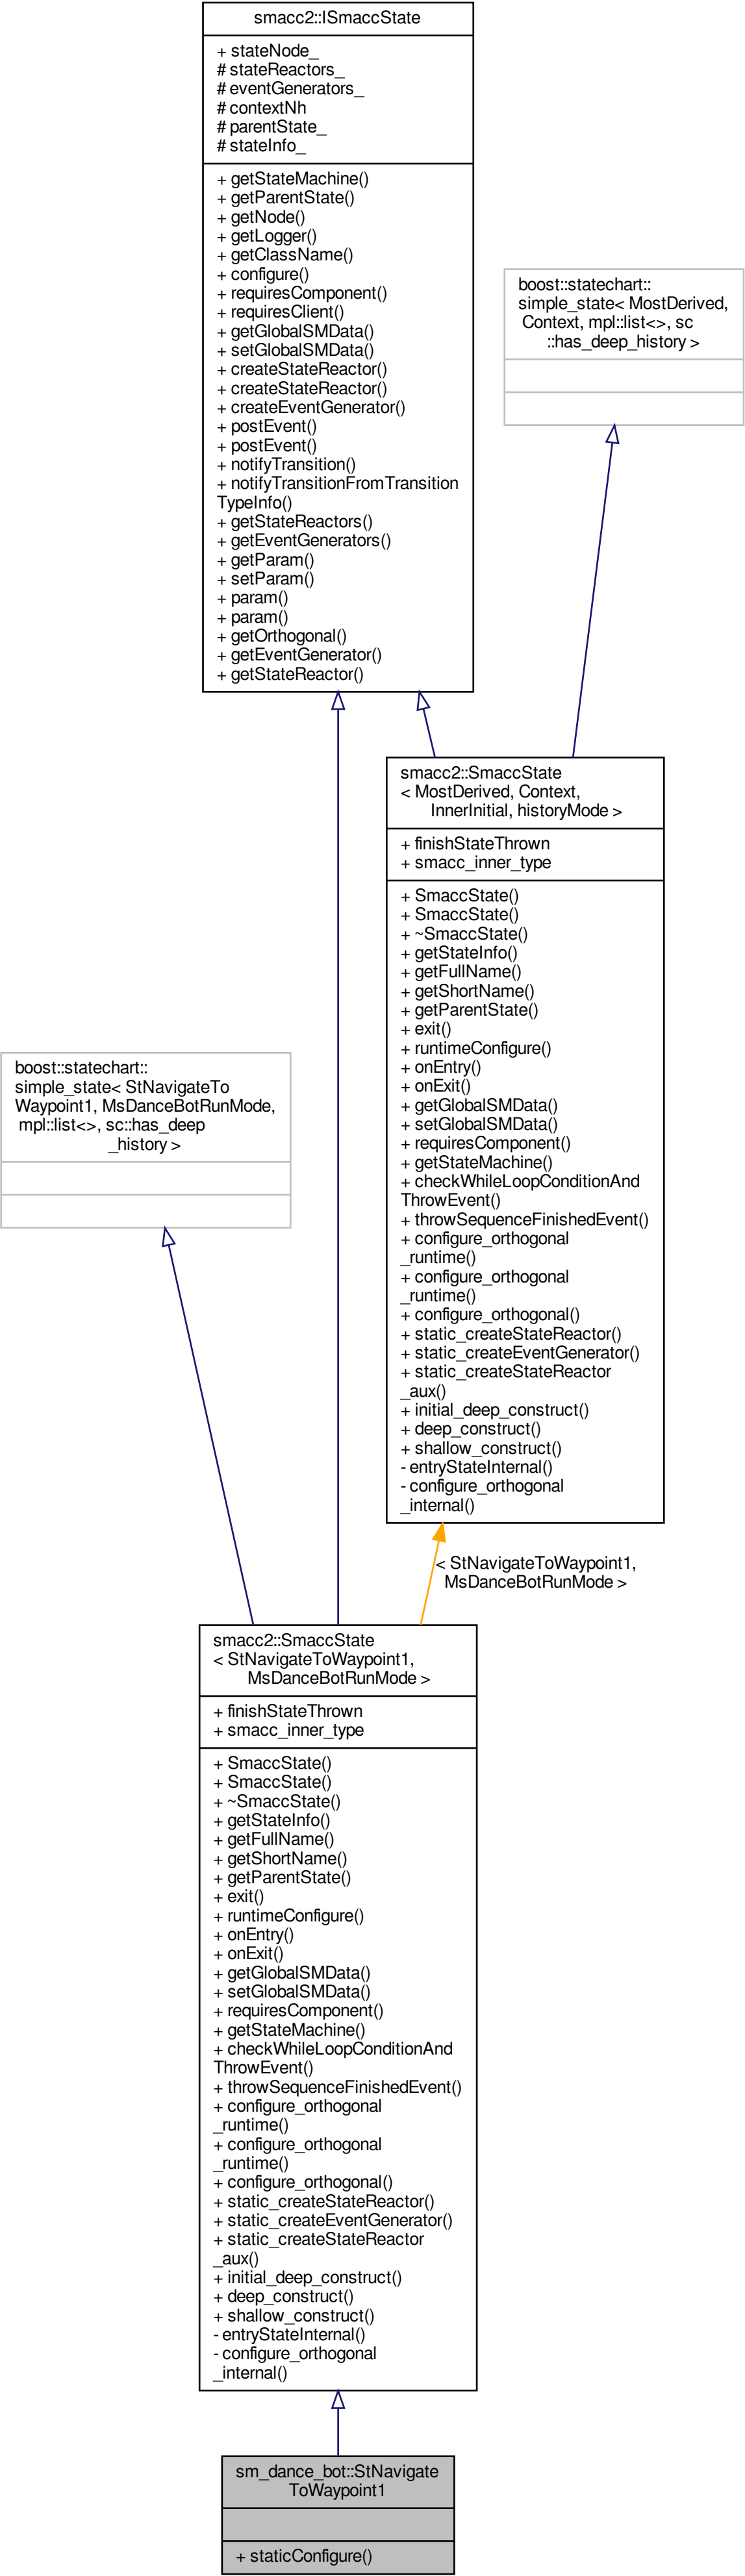 smacc2::ISmaccState
+ stateNode_
# stateReactors_
# eventGenerators_
# contextNh
# parentState_
# stateInfo_
+ getStateMachine()
+ getParentState()
+ getNode()
+ getLogger()
+ getClassName()
+ configure()
+ requiresComponent()
+ requiresClient()
+ getGlobalSMData()
+ setGlobalSMData()
+ createStateReactor()
+ createStateReactor()
+ createEventGenerator()
+ postEvent()
+ postEvent()
+ notifyTransition()
+ notifyTransitionFromTransition
TypeInfo()
+ getStateReactors()
+ getEventGenerators()
+ getParam()
+ setParam()
+ param()
+ param()
+ getOrthogonal()
+ getEventGenerator()
+ getStateReactor()
boost::statechart::
simple_state< MostDerived,
Context, mpl::list<>, sc
::has_deep_history >
smacc2::SmaccState
< MostDerived, Context,
InnerInitial, historyMode >
+ finishStateThrown
+ smacc_inner_type
+ SmaccState()
+ SmaccState()
+ ~SmaccState()
+ getStateInfo()
+ getFullName()
+ getShortName()
+ getParentState()
+ exit()
+ runtimeConfigure()
+ onEntry()
+ onExit()
+ getGlobalSMData()
+ setGlobalSMData()
+ requiresComponent()
+ getStateMachine()
+ checkWhileLoopConditionAnd
ThrowEvent()
+ throwSequenceFinishedEvent()
+ configure_orthogonal
_runtime()
+ configure_orthogonal
_runtime()
+ configure_orthogonal()
+ static_createStateReactor()
+ static_createEventGenerator()
+ static_createStateReactor
_aux()
+ initial_deep_construct()
+ deep_construct()
+ shallow_construct()
- entryStateInternal()
- configure_orthogonal
_internal()
boost::statechart::
simple_state< StNavigateTo
Waypoint1, MsDanceBotRunMode,
mpl::list<>, sc::has_deep
_history >
< StNavigateToWaypoint1,
MsDanceBotRunMode >
smacc2::SmaccState
< StNavigateToWaypoint1,
MsDanceBotRunMode >
+ finishStateThrown
+ smacc_inner_type
+ SmaccState()
+ SmaccState()
+ ~SmaccState()
+ getStateInfo()
+ getFullName()
+ getShortName()
+ getParentState()
+ exit()
+ runtimeConfigure()
+ onEntry()
+ onExit()
+ getGlobalSMData()
+ setGlobalSMData()
+ requiresComponent()
+ getStateMachine()
+ checkWhileLoopConditionAnd
ThrowEvent()
+ throwSequenceFinishedEvent()
+ configure_orthogonal
_runtime()
+ configure_orthogonal
_runtime()
+ configure_orthogonal()
+ static_createStateReactor()
+ static_createEventGenerator()
+ static_createStateReactor
_aux()
+ initial_deep_construct()
+ deep_construct()
+ shallow_construct()
- entryStateInternal()
- configure_orthogonal
_internal()
sm_dance_bot::StNavigate
ToWaypoint1
+ staticConfigure()